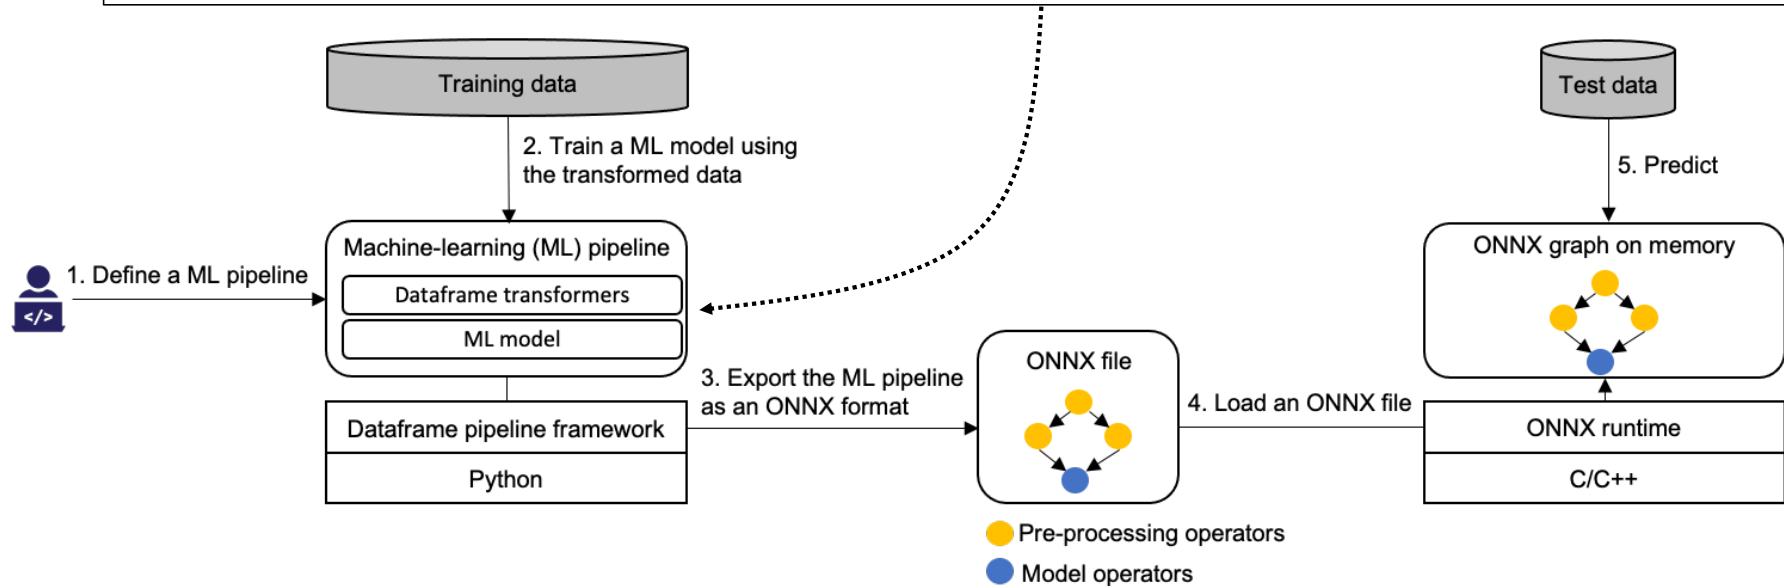 Training data
Test data
2. Train a ML model using
the transformed data
5. Predict
Machine-learning (ML) pipeline
ONNX graph on memory
1. Define a ML pipeline
Dataframe transformers
</>
ML model
ONNX file
3. Export the ML pipeline
as an ONNX format
4. Load an ONNX file
Dataframe pipeline framework
ONNX runtime
Python
C/C++
Pre-processing operators
Model operators